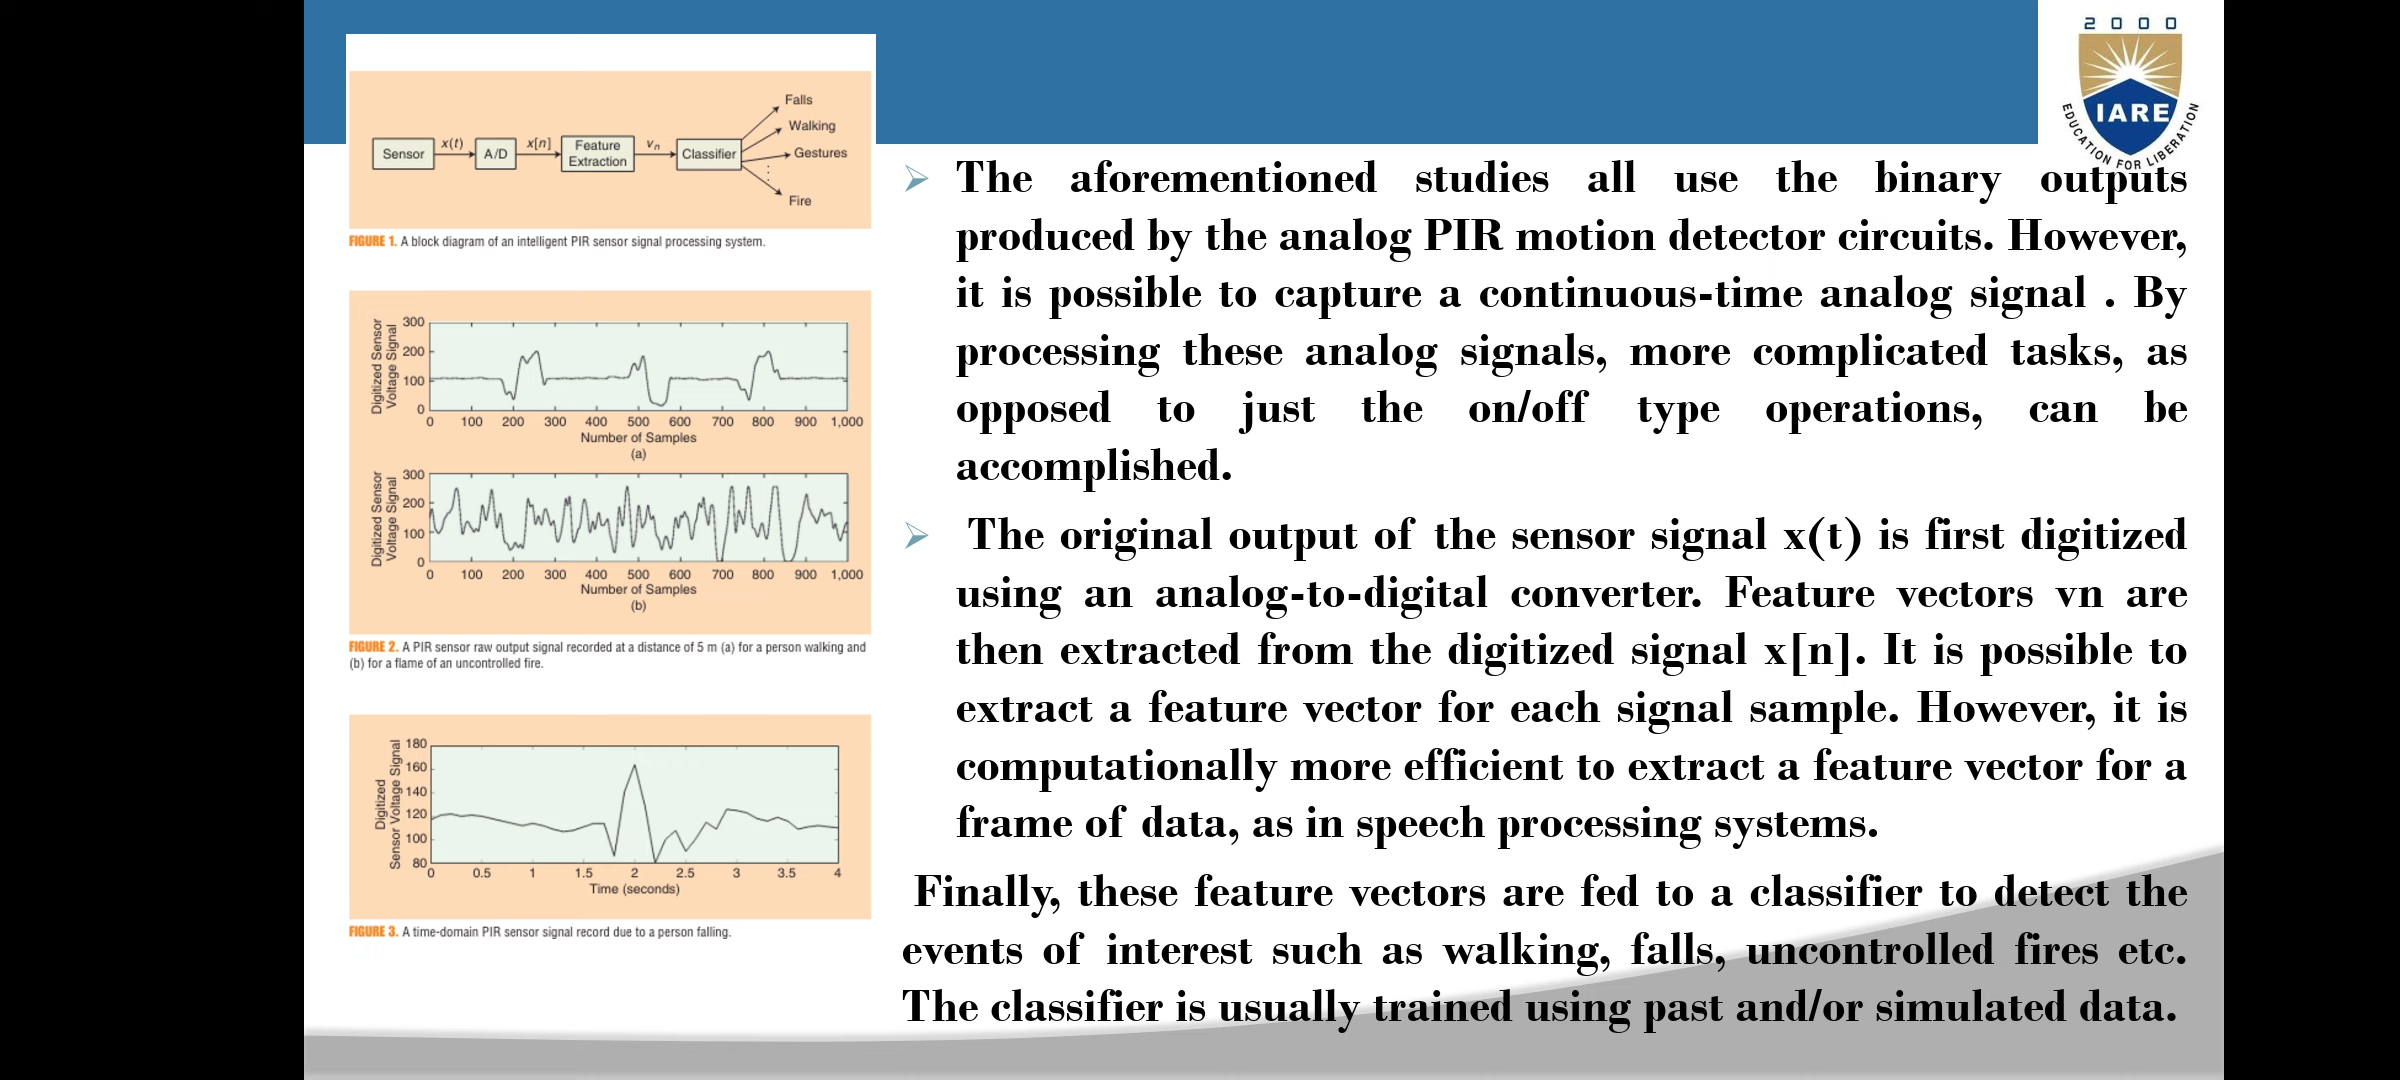 2 0 0 0
IARE
EDUCATION FOR LIBERATION
Falls
Walking
Sensor
x(t)
A/D
x[n]
Feature
Extraction
vn
Classifier
Gestures
Fire
FIGURE 1. A block diagram of an intelligent PIR sensor signal processing system.
Digitized Sensor
Voltage Signal
300
200
100
0
0 100 200 300 400 500 600 700 800 900 1,000
Number of Samples
(a)
Digitized Sensor
Voltage Signal
300
200
100
0
0 100 200 300 400 500 600 700 800 900 1,000
Number of Samples
(b)
FIGURE 2. A PIR sensor raw output signal recorded at a distance of 5 m (a) for a person walking and
(b) for a flame of an uncontrolled fire.
Digitized
Sensor Voltage Signal
180
160
140
120
100
80
0 0.5 1 1.5 2 2.5 3 3.5 4
Time (seconds)
FIGURE 3. A time-domain PIR sensor signal record due to a person falling.
The aforementioned studies all use the binary outputs
produced by the analog PIR motion detector circuits. However,
it is possible to capture a continuous-time analog signal . By
processing these analog signals, more complicated tasks, as
opposed to just the on/off type operations, can be
accomplished.
The original output of the sensor signal x(t) is first digitized
using an analog-to-digital converter. Feature vectors vn are
then extracted from the digitized signal x[n]. It is possible to
extract a feature vector for each signal sample. However, it is
computationally more efficient to extract a feature vector for a
frame of data, as in speech processing systems.
Finally, these feature vectors are fed to a classifier to detect the
events of interest such as walking, falls, uncontrolled fires etc.
The classifier is usually trained using past and/or simulated data.